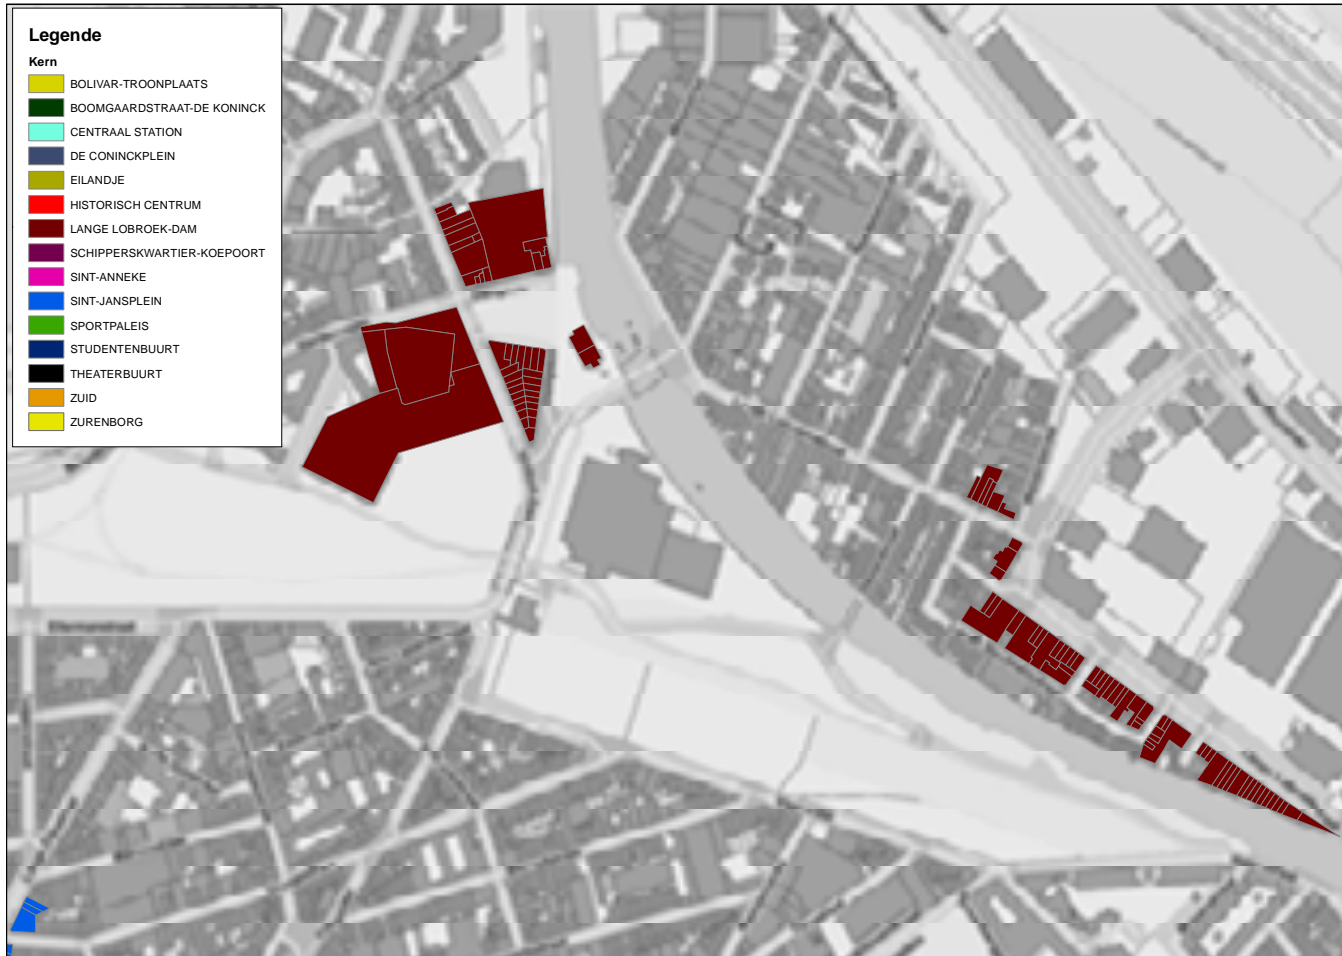 Legende
Kern
BOLIVAR-TROONPLAATS
BOOMGAARDSTRAAT-DE KONINCK
CENTRAAL STATION
DE CONINCKPLEIN
EILANDJE
HISTORISCH CENTRUM
LANGE LOBROEK-DAM
SCHIPPERSKWARTIER-KOEPOORT
SINT-ANNEKE
SINT-JANSPLEIN
SPORTPALEIS
STUDENTENBUURT
THEATERBUURT
ZUID
ZURENBORG